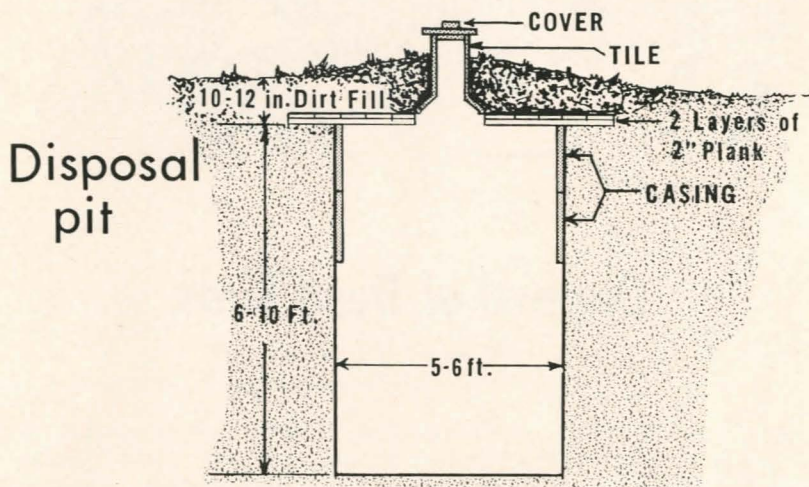 COVER
TILE
10-12 in. Dirt Fill
2 Layers of
2" Plank
Disposal
pit
CASING
6-10 Ft.
5-6 ft.